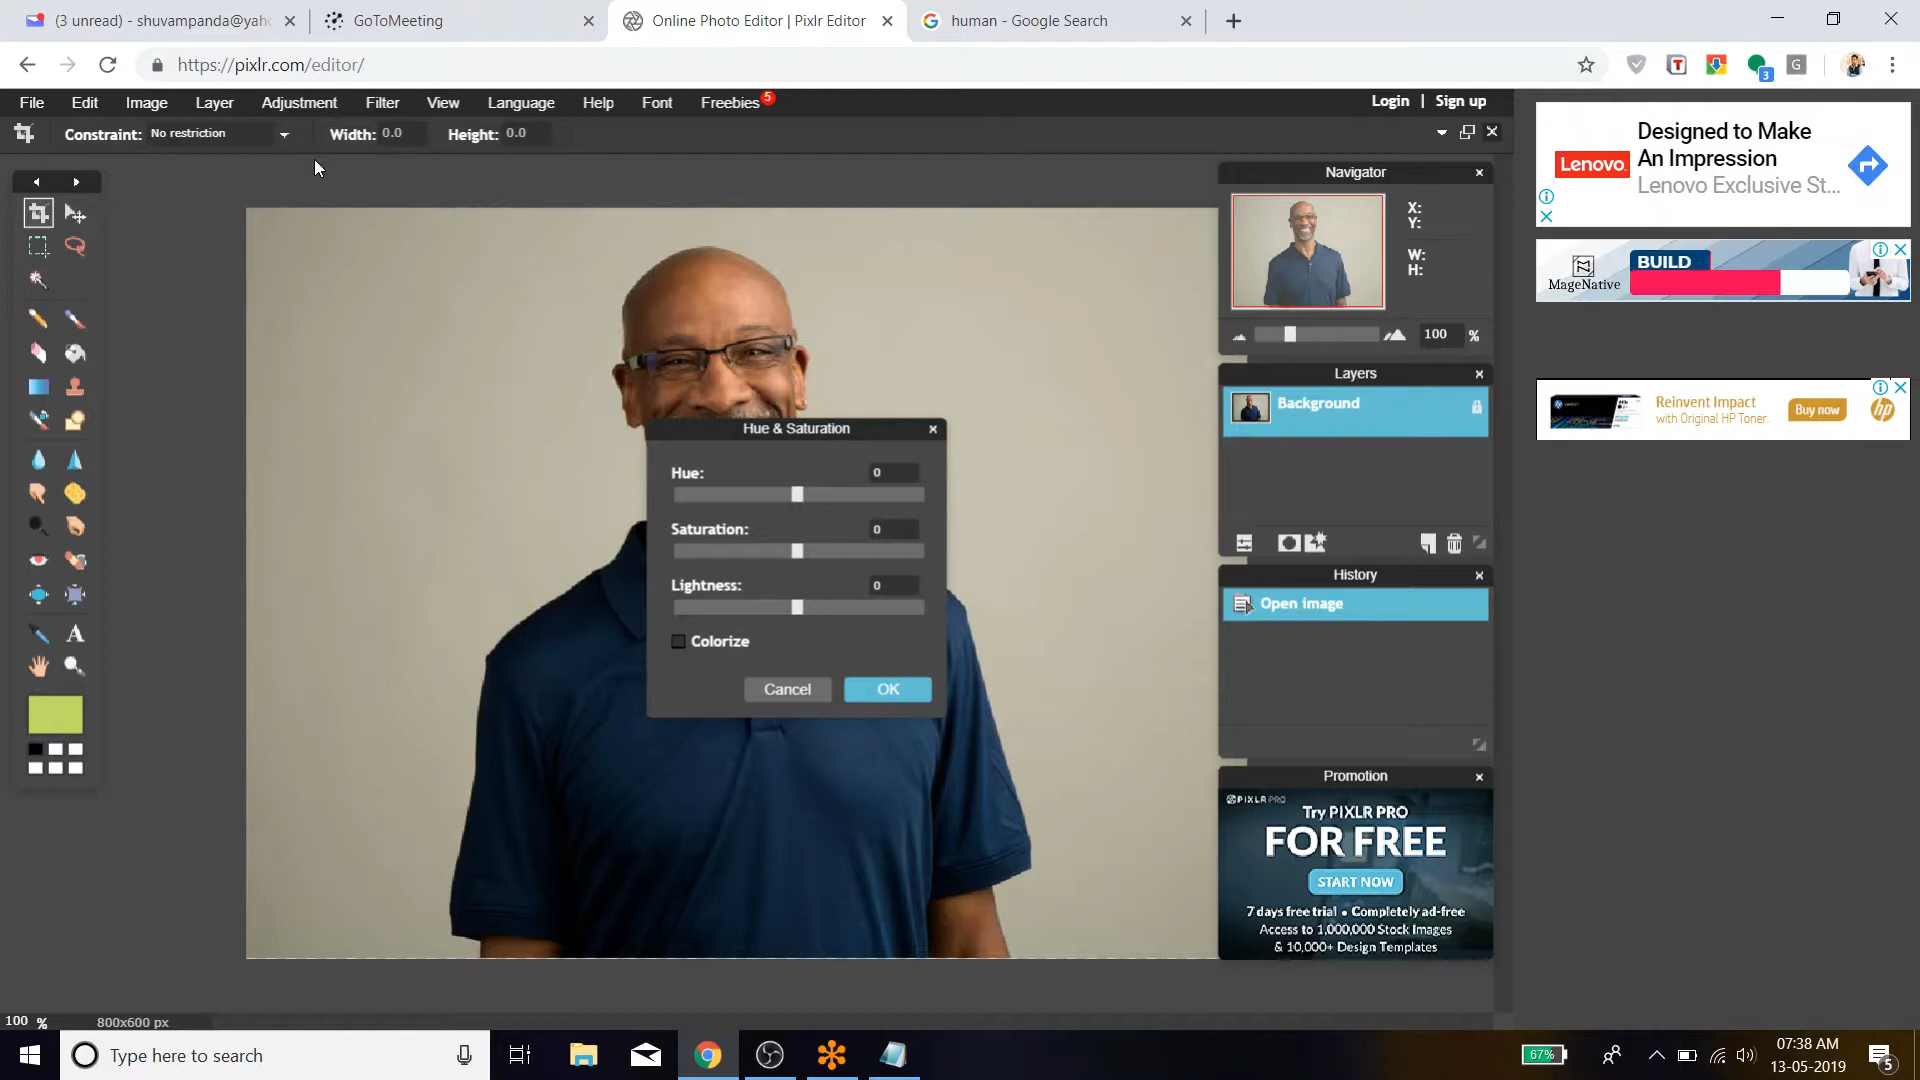 (3 unread) - shuvampanda@yaho
GoToMeeting
Online Photo Editor | Pixlr Editor
human - Google Search
https://pixlr.com/editor/
T
G
3
File Edit Image Layer Adjustment Filter View Language Help Font Freebies 5
Login | Sign up
Constraint: No restriction Width: 0.0 Height: 0.0
Navigator
X:
Y:
W:
H:
100 %
Layers
Background
History
Open image
Promotion
PIXLR PRO
Try PIXLR PRO
FOR FREE
START NOW
7 days free trial • Completely ad-free
Access to 1,000,000 Stock Images
& 10,000+ Design Templates
Hue & Saturation
Hue: 0
Saturation: 0
Lightness: 0
Colorize
Cancel OK
A
Lenovo
Designed to Make
An Impression
Lenovo Exclusive St...
MageNative
BUILD
Reinvent Impact
with Original HP Toner.
Buy now
hp
100 % 800x600 px
Type here to search
67%
07:38 AM
13-05-2019
5